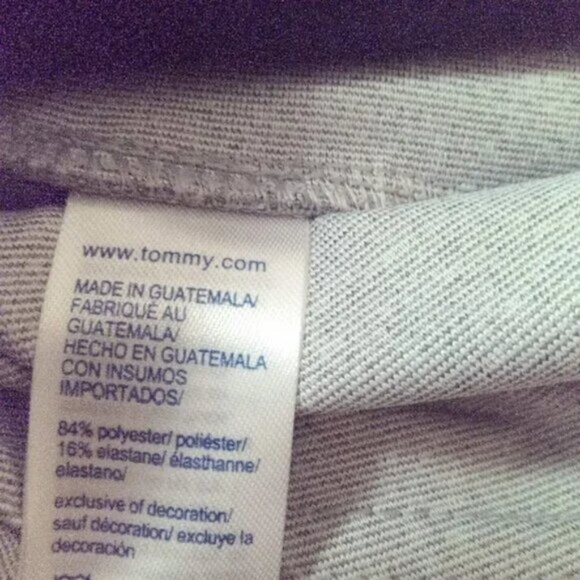 www.tommy.com
MADE IN GUATEMALA/
FABRIQUÉ AU
GUATEMALA/
HECHO EN GUATEMALA
CON INSUMOS
IMPORTADOS/
84% polyester/ poliéster/
16% elastane/ élasthanne/
elastano/
exclusive of decoration/
sauf décoration/ excluye la
decoración